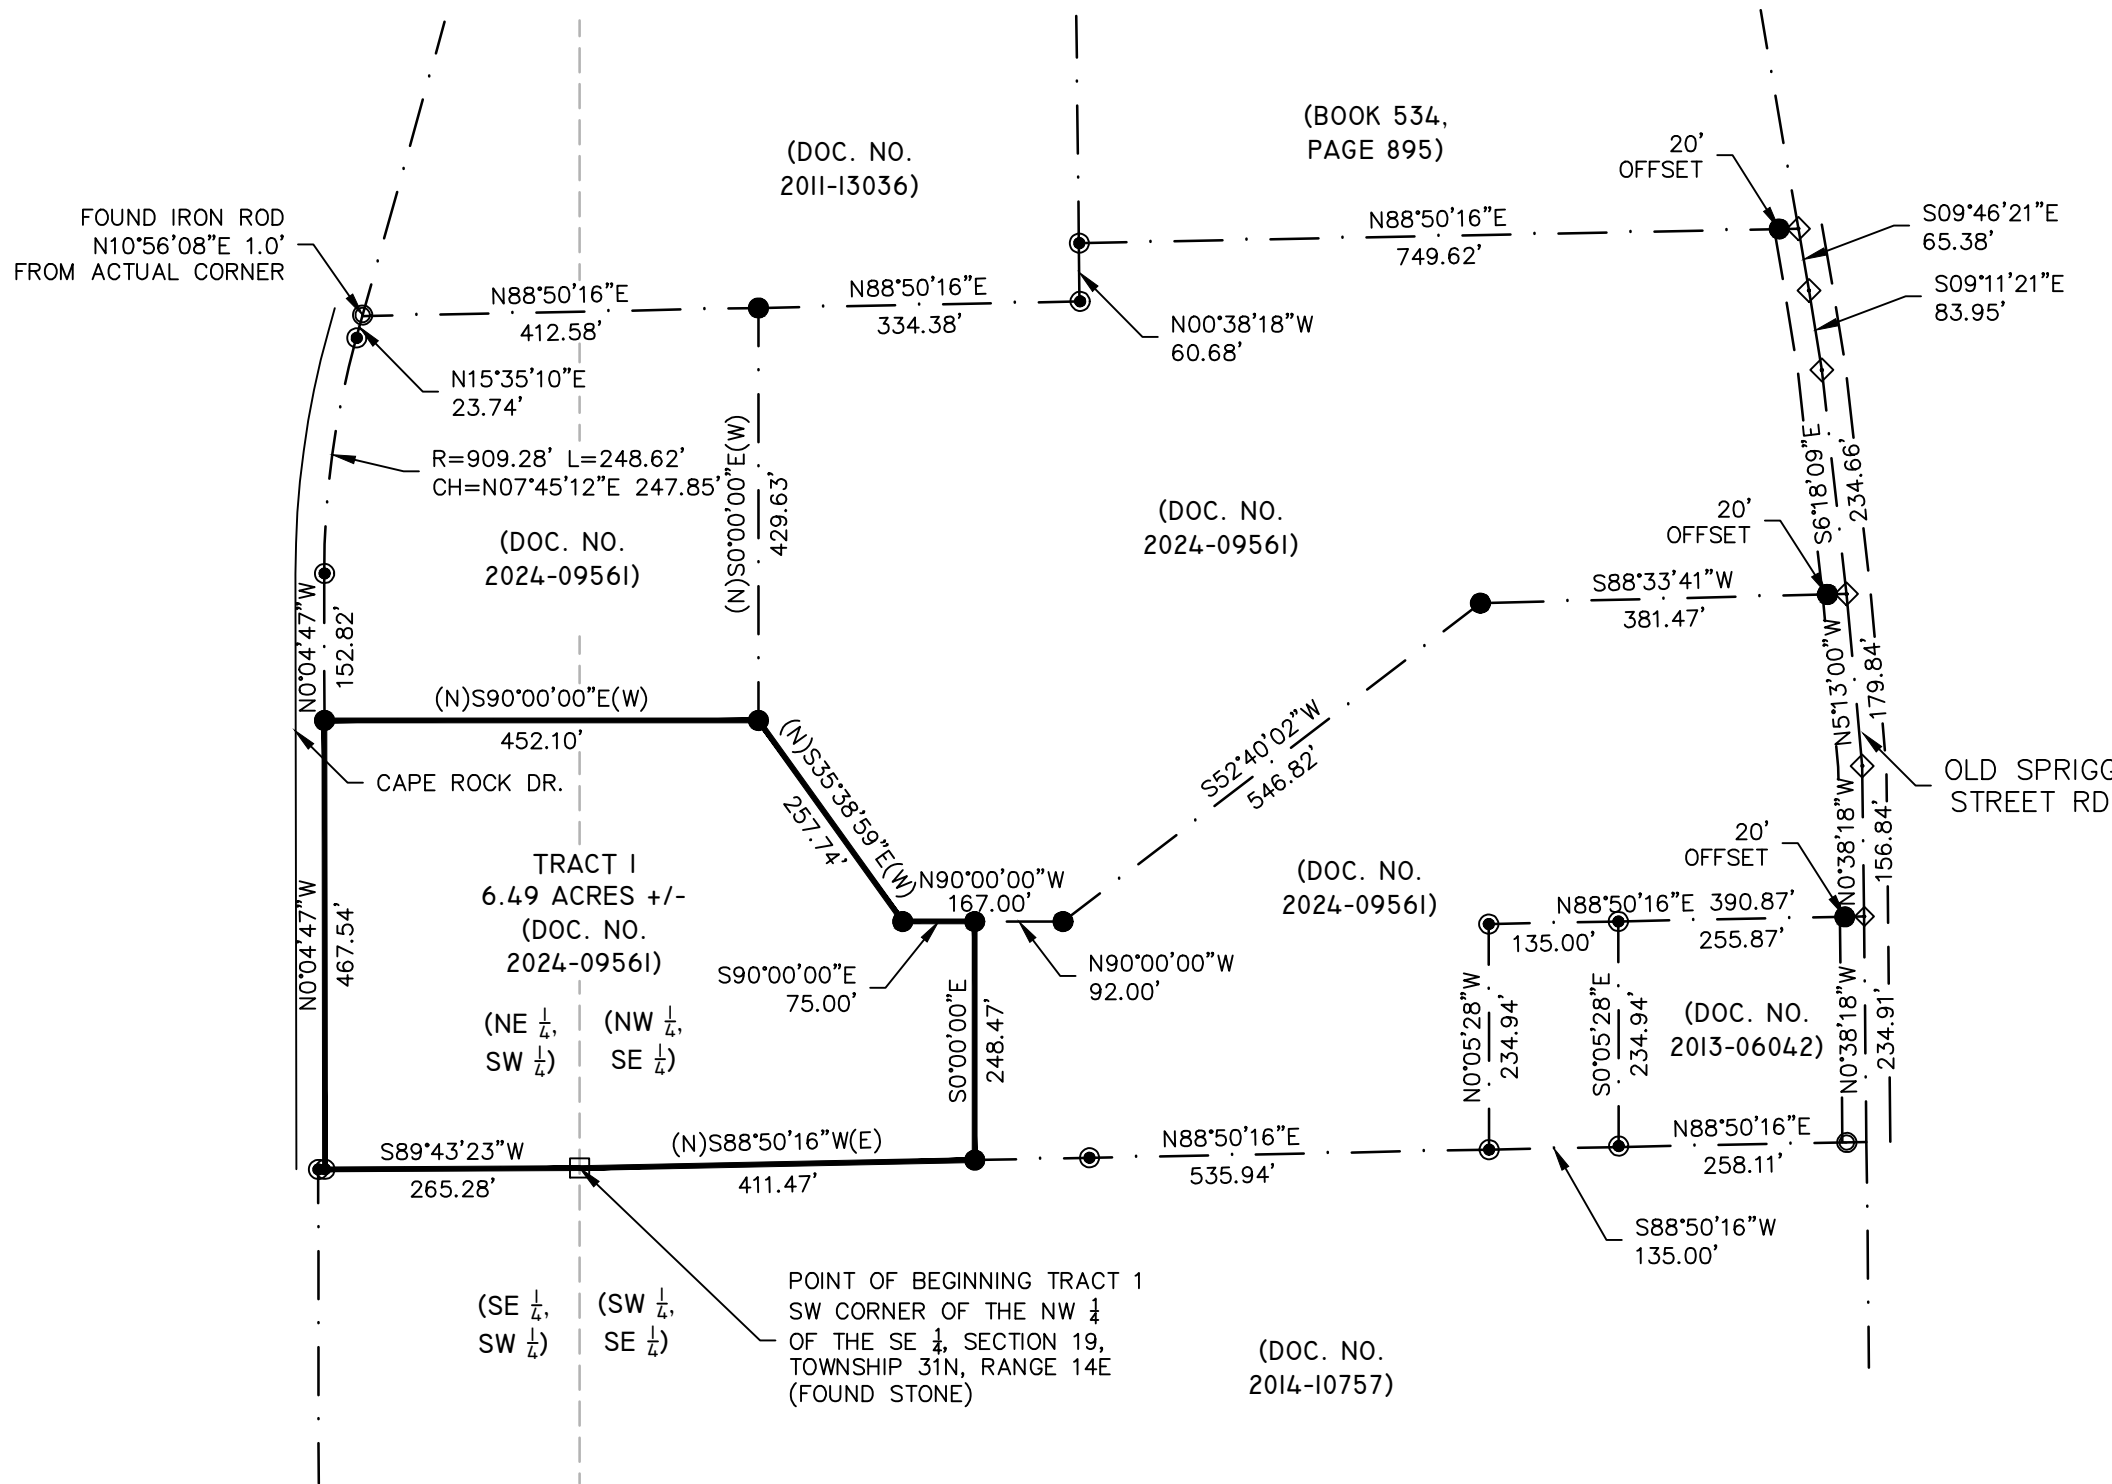 (BOOK 534,
PAGE 895)
20'
OFFSET
(DOC. NO.
2011-13036)
FOUND IRON ROD
N10°56'08"E 1.0'
FROM ACTUAL CORNER
N88°50'16"E
749.62'
S09°46'21"E
65.38'
S09°11'21"E
83.95'
N88°50'16"E
412.58'
N88°50'16"E
334.38'
N00°38'18"W
60.68'
N15°35'10"E
23.74'
R=909.28' L=248.62'
CH=N07°45'12"E 247.85'
(N)S0°00'00"E(W)
429.63'
(DOC. NO.
2024-09561)
(DOC. NO.
2024-09561)
S6°18'09"E
234.66'
20'
OFFSET
S88°33'41"W
381.47'
N0°04'47"W
152.82'
(N)S90°00'00"E(W)
452.10'
CAPE ROCK DR.
(N)S35°38'59"E(W)
257.74'
S52°40'02"W
546.82'
N5°13'00"W
179.84'
OLD SPRIGG
STREET RD
N0°38'18"W
156.84'
20'
OFFSET
TRACT 1
6.49 ACRES +/-
(DOC. NO.
2024-09561)
N90°00'00"W
167.00'
(DOC. NO.
2024-09561)
N88°50'16"E 390.87'
135.00'
255.87'
N0°04'47"W
467.54'
S90°00'00"E
75.00'
N90°00'00"W
92.00'
S0°00'00"E
248.47'
N0°05'28"W
234.94'
S0°05'28"E
234.94'
(DOC. NO.
2013-06042)
N0°38'18"W
234.91'
(NE 1/4,
SW 1/4)
(NW 1/4,
SE 1/4)
S89°43'23"W
265.28'
(N)S88°50'16"W(E)
411.47'
N88°50'16"E
535.94'
N88°50'16"E
258.11'
S88°50'16"W
135.00'
(SE 1/4,
SW 1/4)
(SW 1/4,
SE 1/4)
POINT OF BEGINNING TRACT 1
SW CORNER OF THE NW 1/4
OF THE SE 1/4, SECTION 19,
TOWNSHIP 31N, RANGE 14E
(FOUND STONE)
(DOC. NO.
2014-10757)